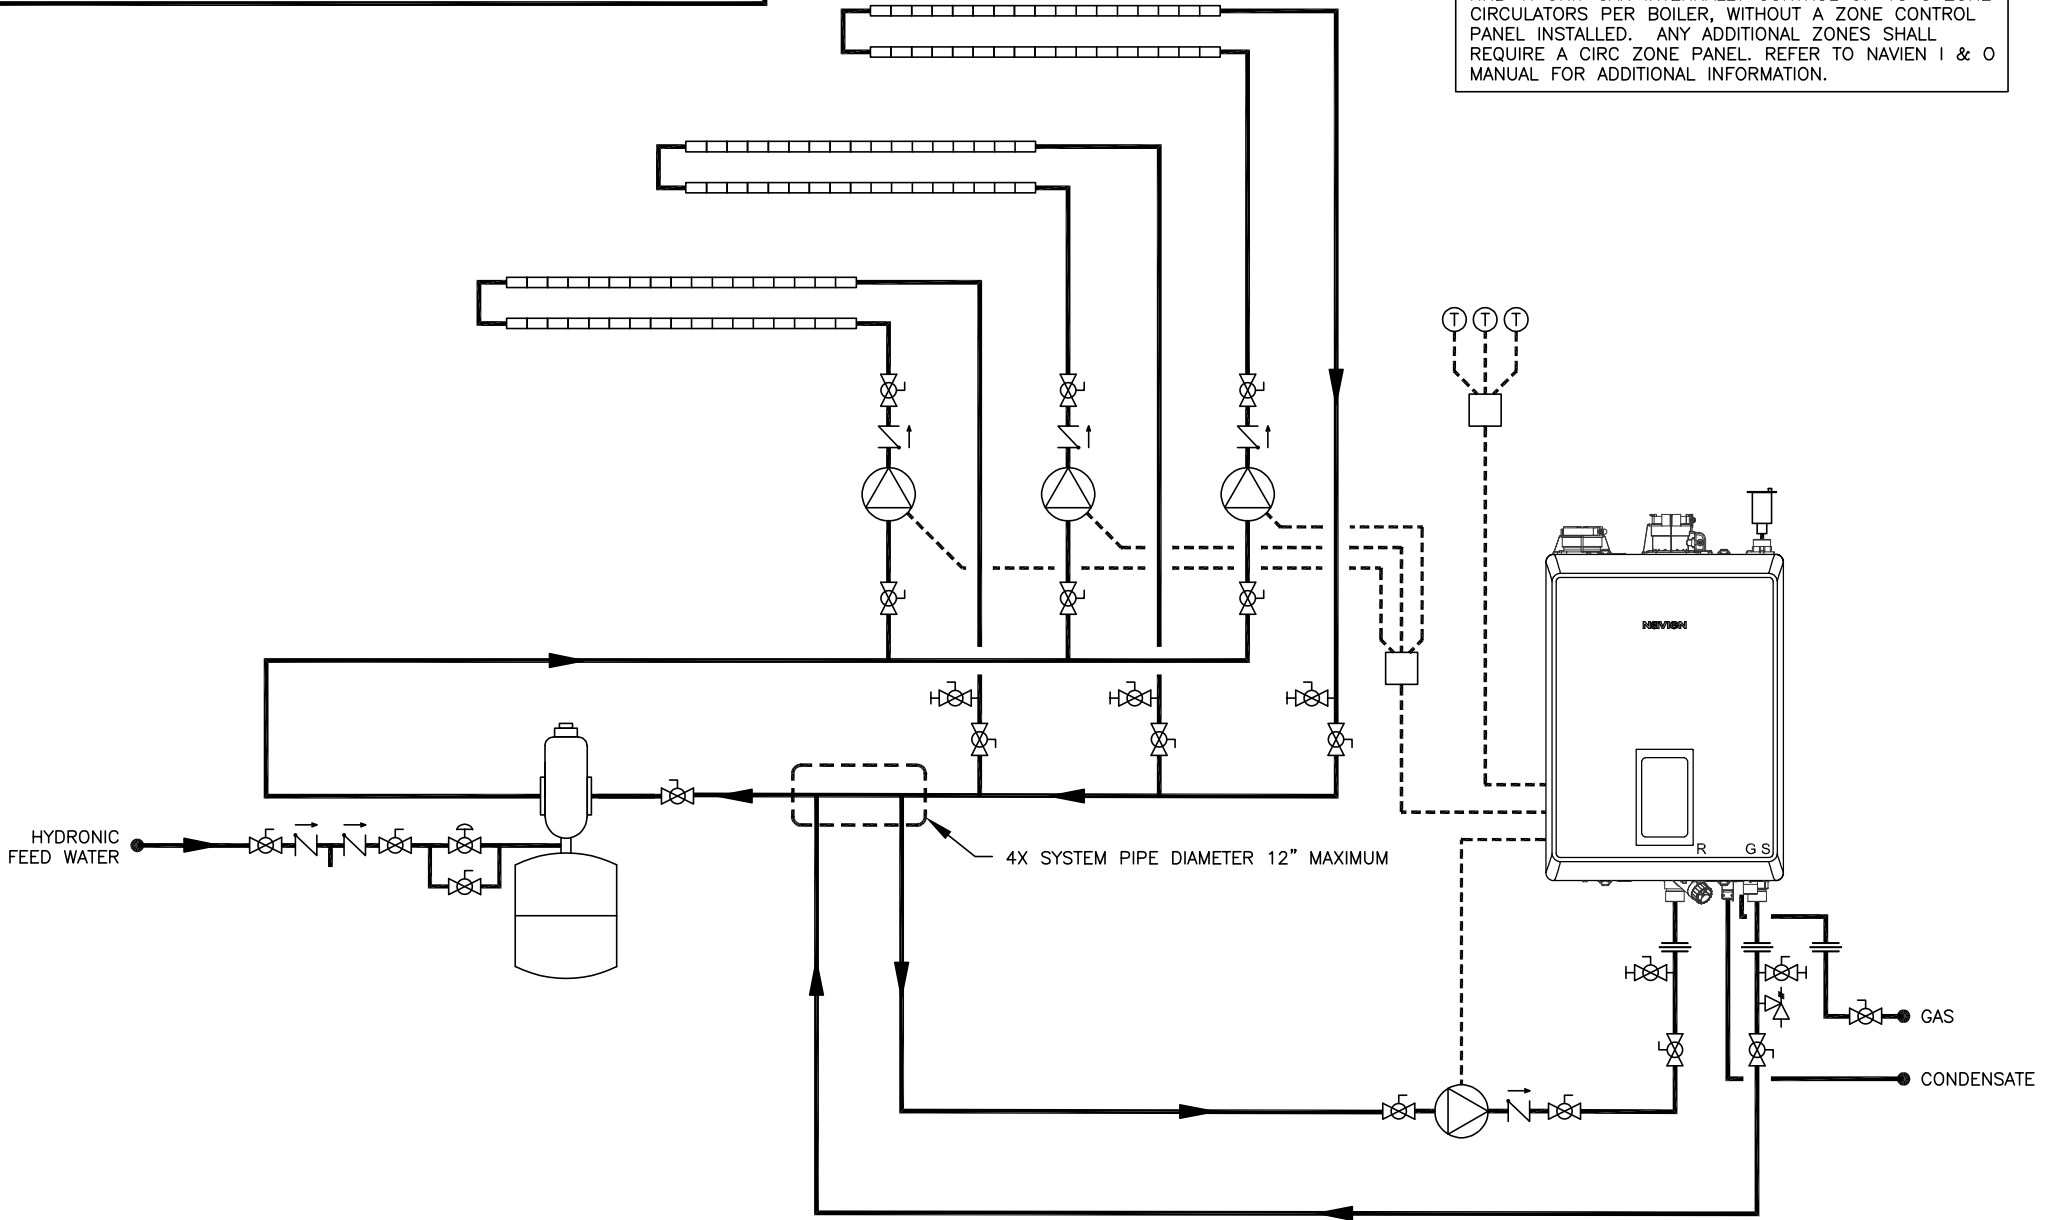 CIRCULATORS PER BOILER, WITHOUT A ZONE CONTROL
PANEL INSTALLED. ANY ADDITIONAL ZONES SHALL
REQUIRE A CIRC ZONE PANEL. REFER TO NAVIEN I & O
MANUAL FOR ADDITIONAL INFORMATION.
T T T
NAVIEN
HYDRONIC
FEED WATER
4X SYSTEM PIPE DIAMETER 12” MAXIMUM
R G S
GAS
CONDENSATE